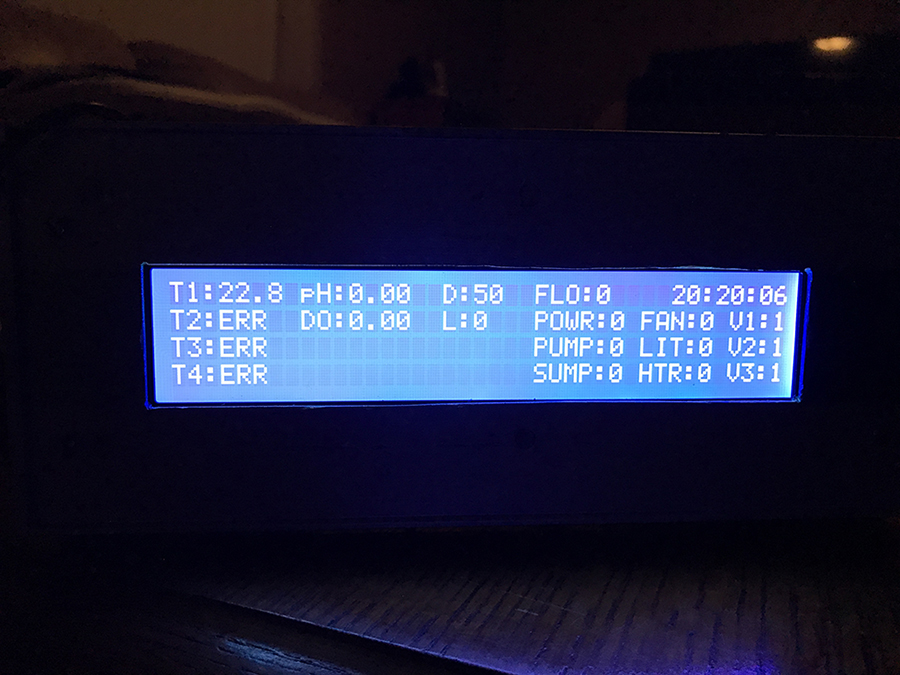 T1:22.8 pH:0.00 D:50 FLO:0 20:20:06
T2:ERR DO:0.00 L:0 POWR:0 FAN:0 V1:1
T3:ERR PUMP:0 LIT:0 V2:1
T4:ERR SUMP:0 HTR:0 V3:1